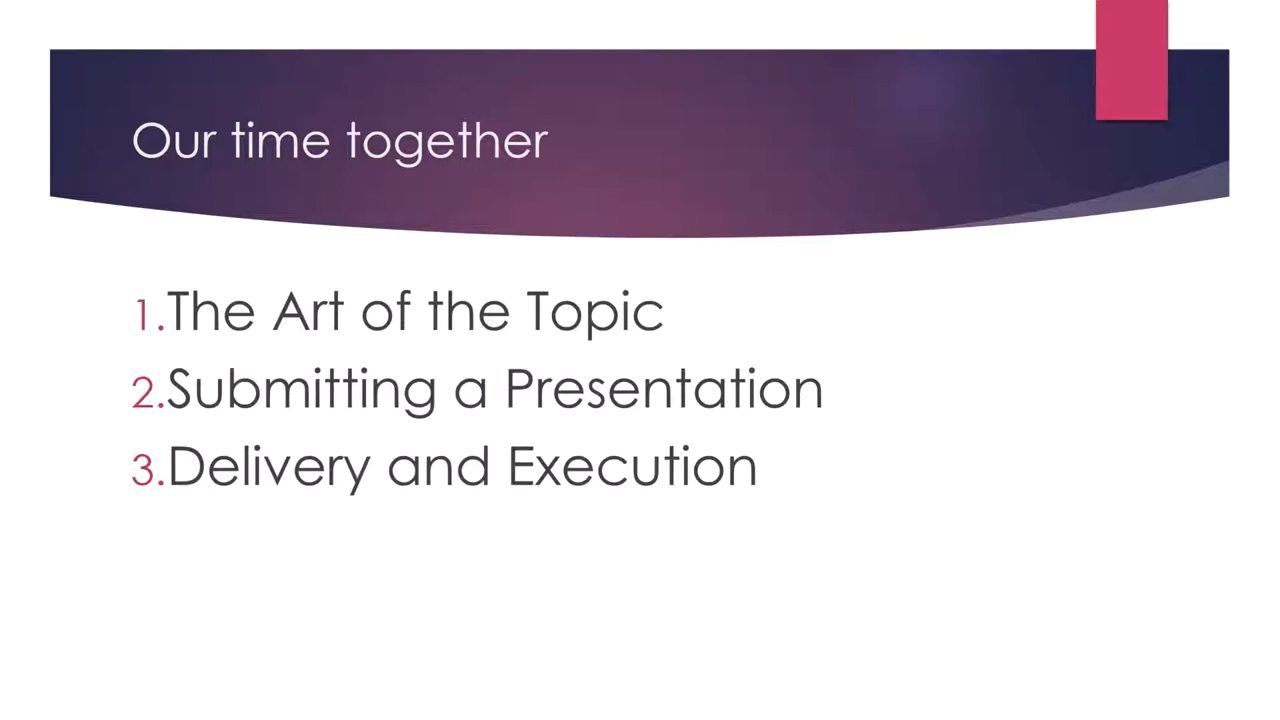 Our time together
1.The Art of the Topic
2.Submitting a Presentation
3.Delivery and Execution